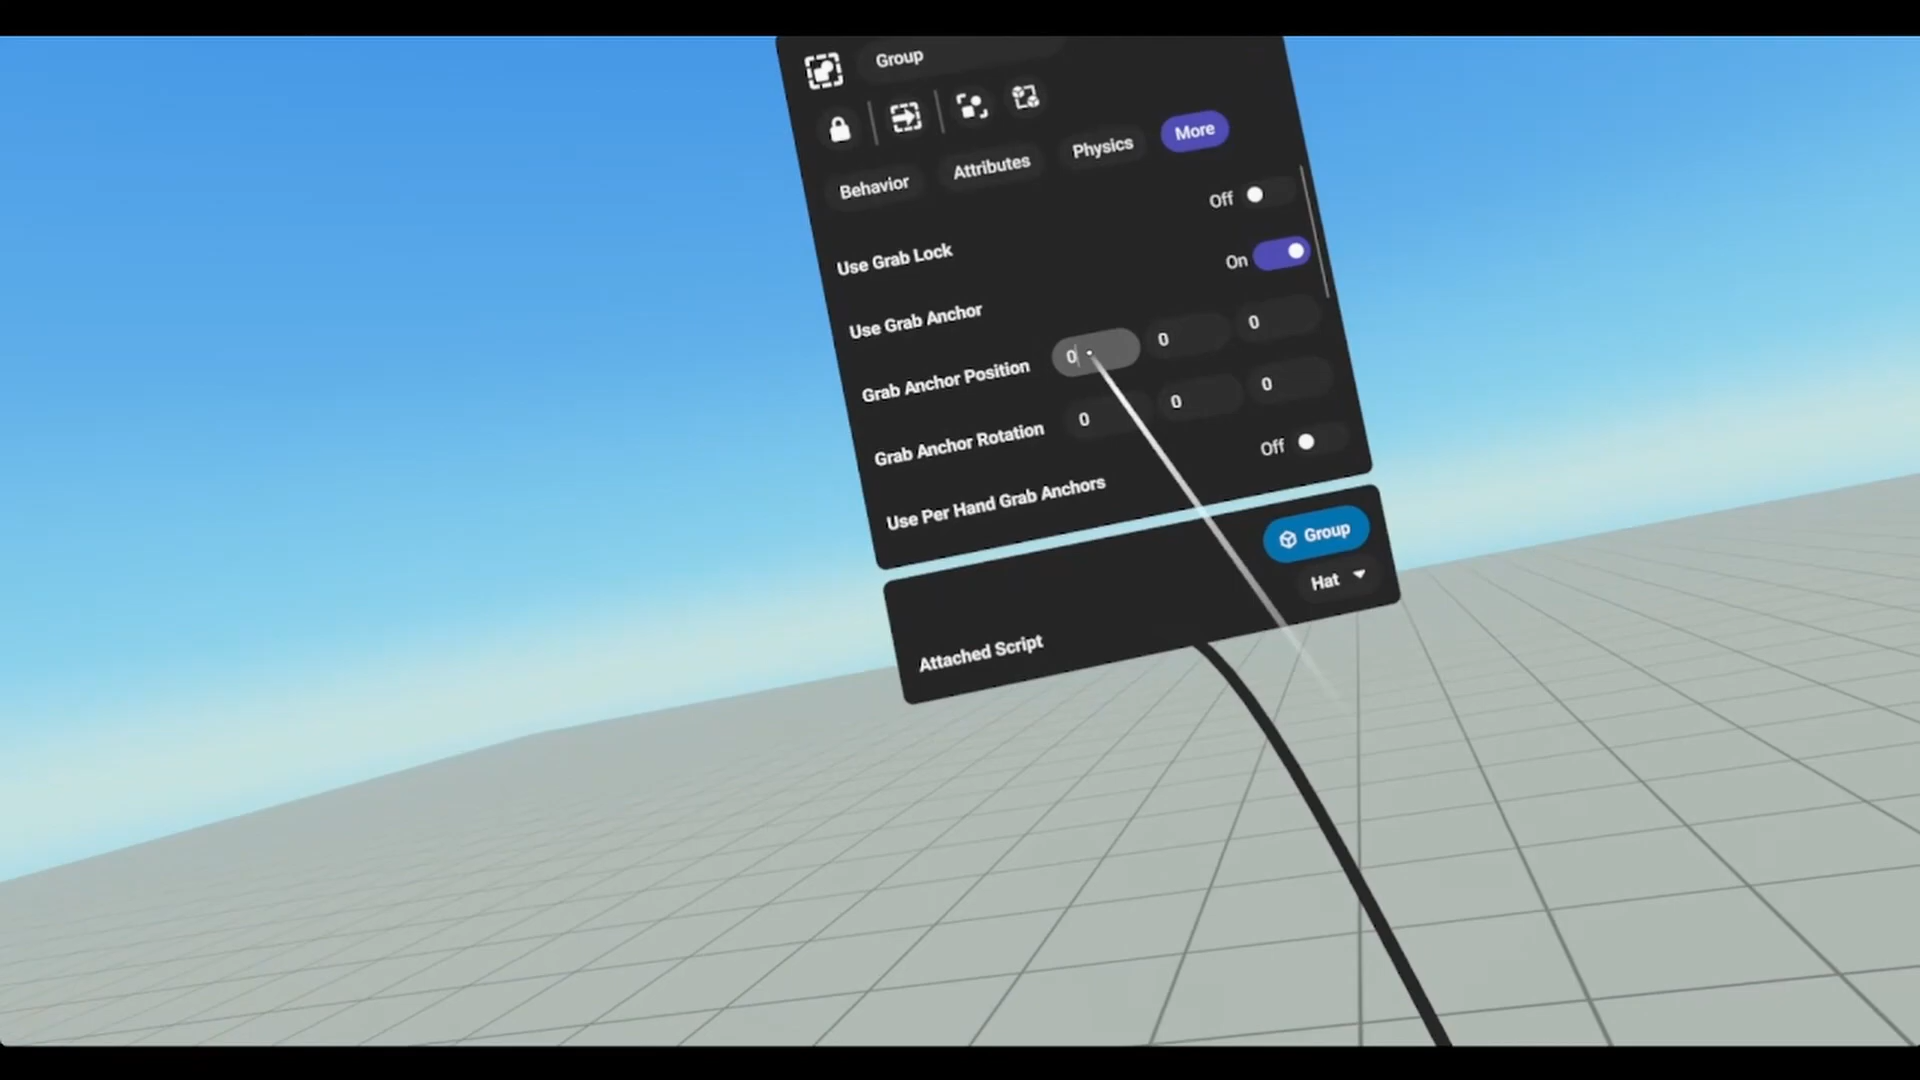 Group
Behavior Attributes Physics More
Use Grab Lock Off
Use Grab Anchor On
Grab Anchor Position 0 0 0
Grab Anchor Rotation 0 0 0
Use Per Hand Grab Anchors Off
Group
Attached Script Hat